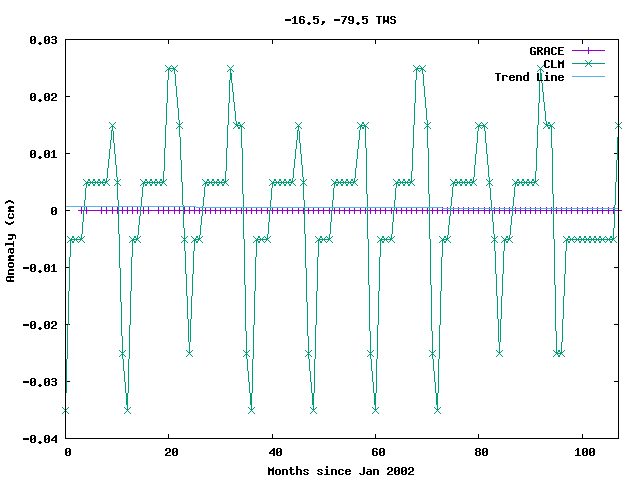 -16.5, -79.5 TWS
GRACE
CLM
Trend Line
0.03
0.02
0.01
0
-0.01
-0.02
-0.03
-0.04
Anomaly (cm)
0 20 40 60 80 100
Months since Jan 2002